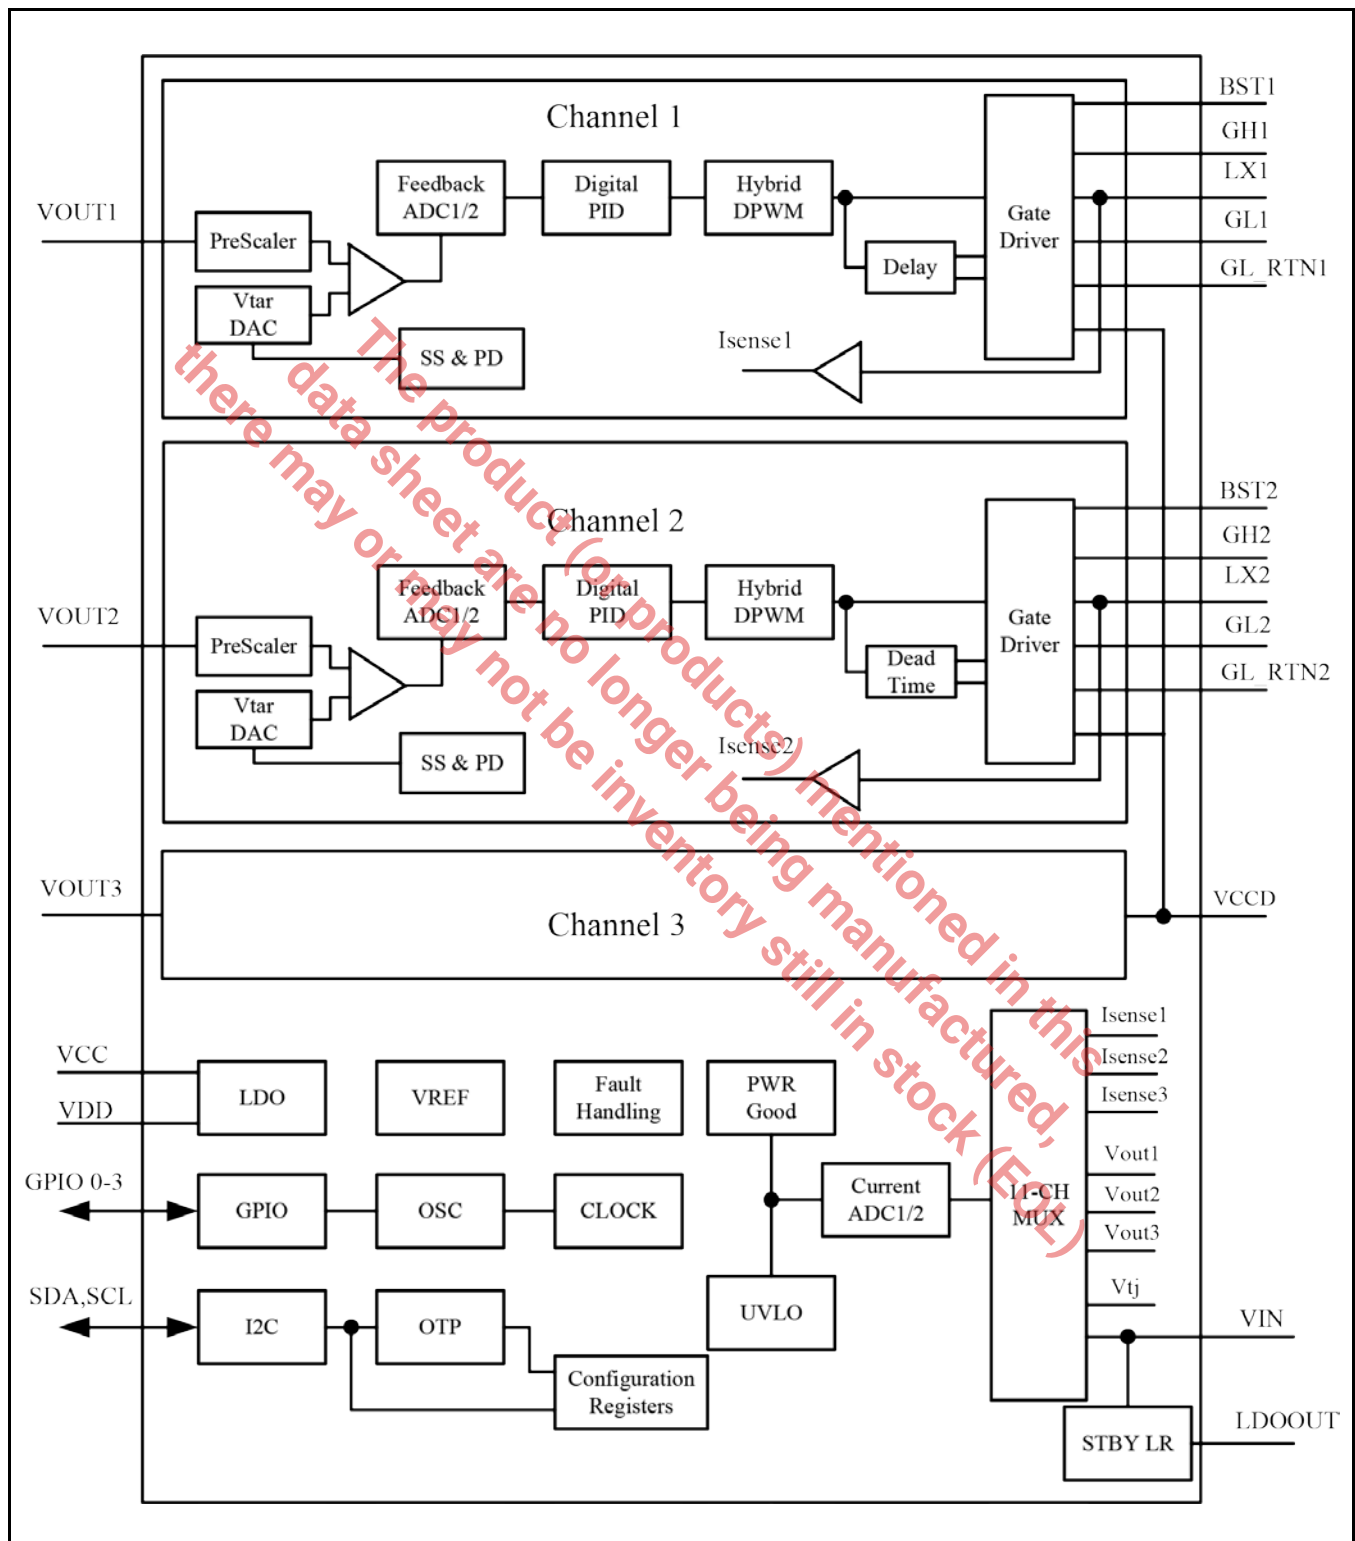 Channel 1
BST1
GH1
LX1
GL1
GL_RTN1
VOUT1
PreScaler
Vtar
DAC
Feedback
ADC1/2
Digital
PID
Hybrid
DPWM
Delay
Gate
Driver
SS & PD
Isense1
Channel 2
BST2
GH2
LX2
GL2
GL_RTN2
VOUT2
PreScaler
Vtar
DAC
Feedback
ADC1/2
Digital
PID
Hybrid
DPWM
Dead
Time
Gate
Driver
SS & PD
Isense2
VOUT3
Channel 3
VCCD
VCC
VDD
LDO
VREF
Fault
Handling
PWR
Good
GPIO 0-3
GPIO
OSC
CLOCK
Current
ADC1/2
11-CH
MUX
Isense1
Isense2
Isense3
Vout1
Vout2
Vout3
Vtj
VIN
SDA,SCL
I2C
OTP
UVLO
Configuration
Registers
STBY LR
LDOOUT
The product (or products) mentioned in this
data sheet are no longer being manufactured,
there may or may not be inventory still in stock (EOL)